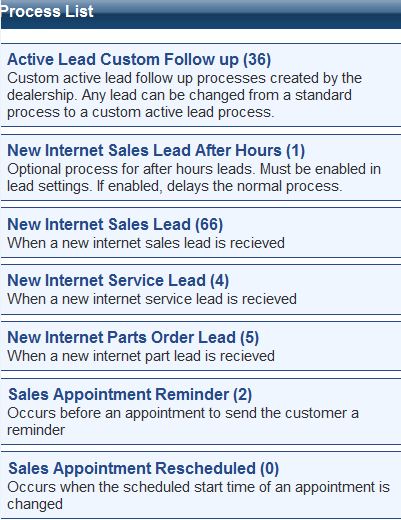 Process List
Active Lead Custom Follow up (36)
Custom active lead follow up processes created by the
dealership. Any lead can be changed from a standard
process to a custom active lead process.
New Internet Sales Lead After Hours (1)
Optional process for after hours leads. Must be enabled in
lead settings. If enabled, delays the normal process.
New Internet Sales Lead (66)
When a new internet sales lead is recieved
New Internet Service Lead (4)
When a new internet service lead is recieved
New Internet Parts Order Lead (5)
When a new internet part lead is recieved
Sales Appointment Reminder (2)
Occurs before an appointment to send the customer a
reminder
Sales Appointment Rescheduled (0)
Occurs when the scheduled start time of an appointment is
changed